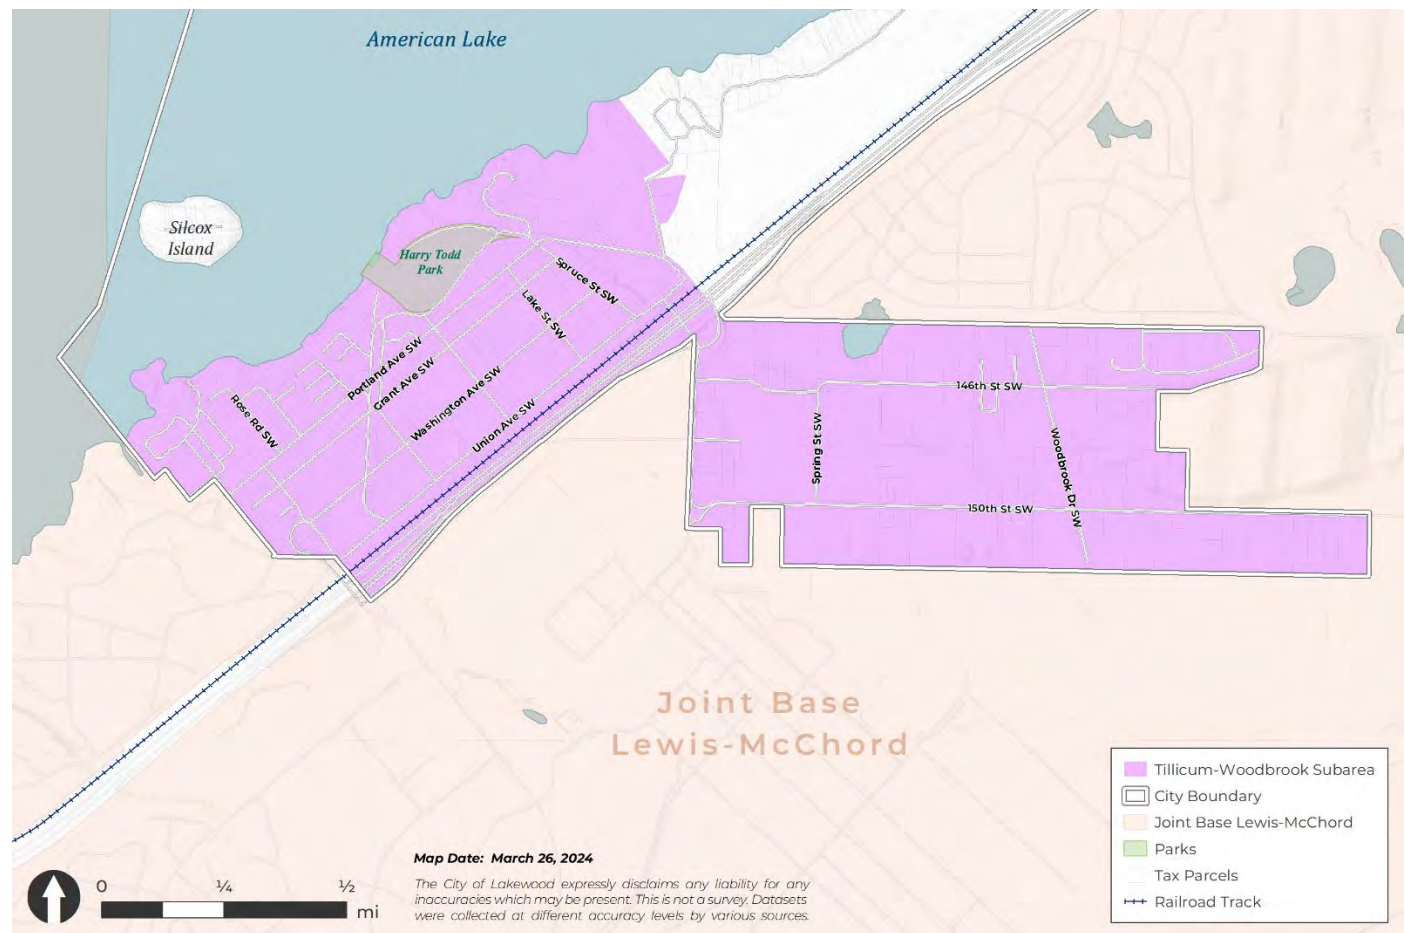 American Lake
Silcox
Island
Harry Todd
Park
Spruce St SW
Lake St SW
Portland Ave SW
Grant Ave SW
Washington Ave SW
Union Ave SW
Rose Rd SW
146th St SW
Spring St SW
Woodbrook Dr SW
150th St SW
Joint Base
Lewis-McChord
Tillicum-Woodbrook Subarea
City Boundary
Joint Base Lewis-McChord
Parks
Tax Parcels
Railroad Track
Map Date: March 26, 2024
The City of Lakewood expressly disclaims any liability for any
inaccuracies which may be present. This is not a survey. Datasets
were collected at different accuracy levels by various sources.
0 ¼ ½
mi